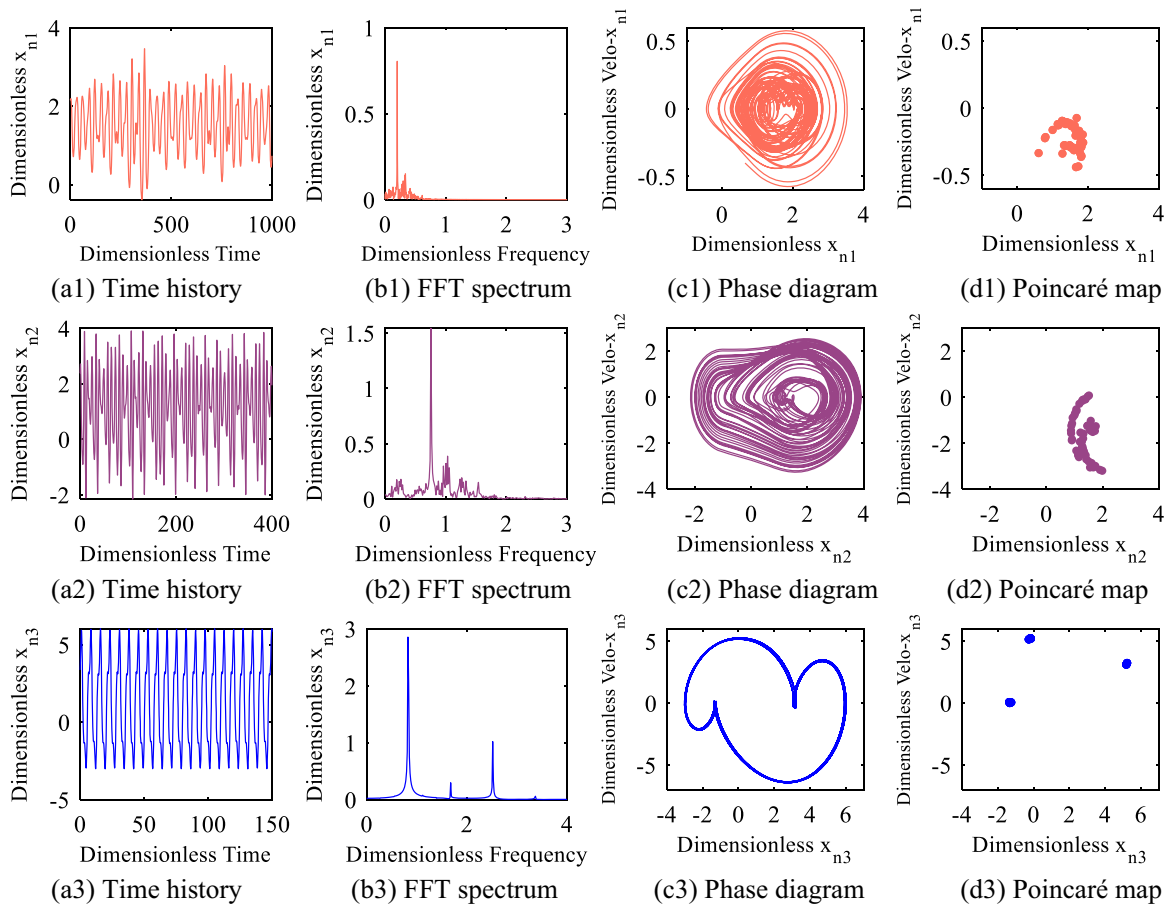 Dimensionless x_n1
4
2
0
0
500
1000
Dimensionless Time
(a1) Time history
Dimensionless x_n1
1
0.5
0
0
1
2
3
Dimensionless Frequency
(b1) FFT spectrum
Dimensionless Velo-x_n1
0.5
0
-0.5
0
2
4
Dimensionless x_n1
(c1) Phase diagram
Dimensionless Velo-x_n1
0.5
0
-0.5
0
2
4
Dimensionless x_n1
(d1) Poincaré map
Dimensionless x_n2
4
2
0
-2
0
200
400
Dimensionless Time
(a2) Time history
Dimensionless x_n2
1.5
1
0.5
0
0
1
2
3
Dimensionless Frequency
(b2) FFT spectrum
Dimensionless Velo-x_n2
2
0
-2
-4
-2
0
2
4
Dimensionless x_n2
(c2) Phase diagram
Dimensionless Velo-x_n2
2
0
-2
-4
-2
0
2
4
Dimensionless x_n2
(d2) Poincaré map
Dimensionless x_n3
5
0
-5
0
50
100
150
Dimensionless Time
(a3) Time history
Dimensionless x_n3
3
2
1
0
0
2
4
Dimensionless Frequency
(b3) FFT spectrum
Dimensionless Velo-x_n3
5
0
-5
-4
-2
0
2
4
6
Dimensionless x_n3
(c3) Phase diagram
Dimensionless Velo-x_n3
5
0
-5
-4
-2
0
2
4
6
Dimensionless x_n3
(d3) Poincaré map